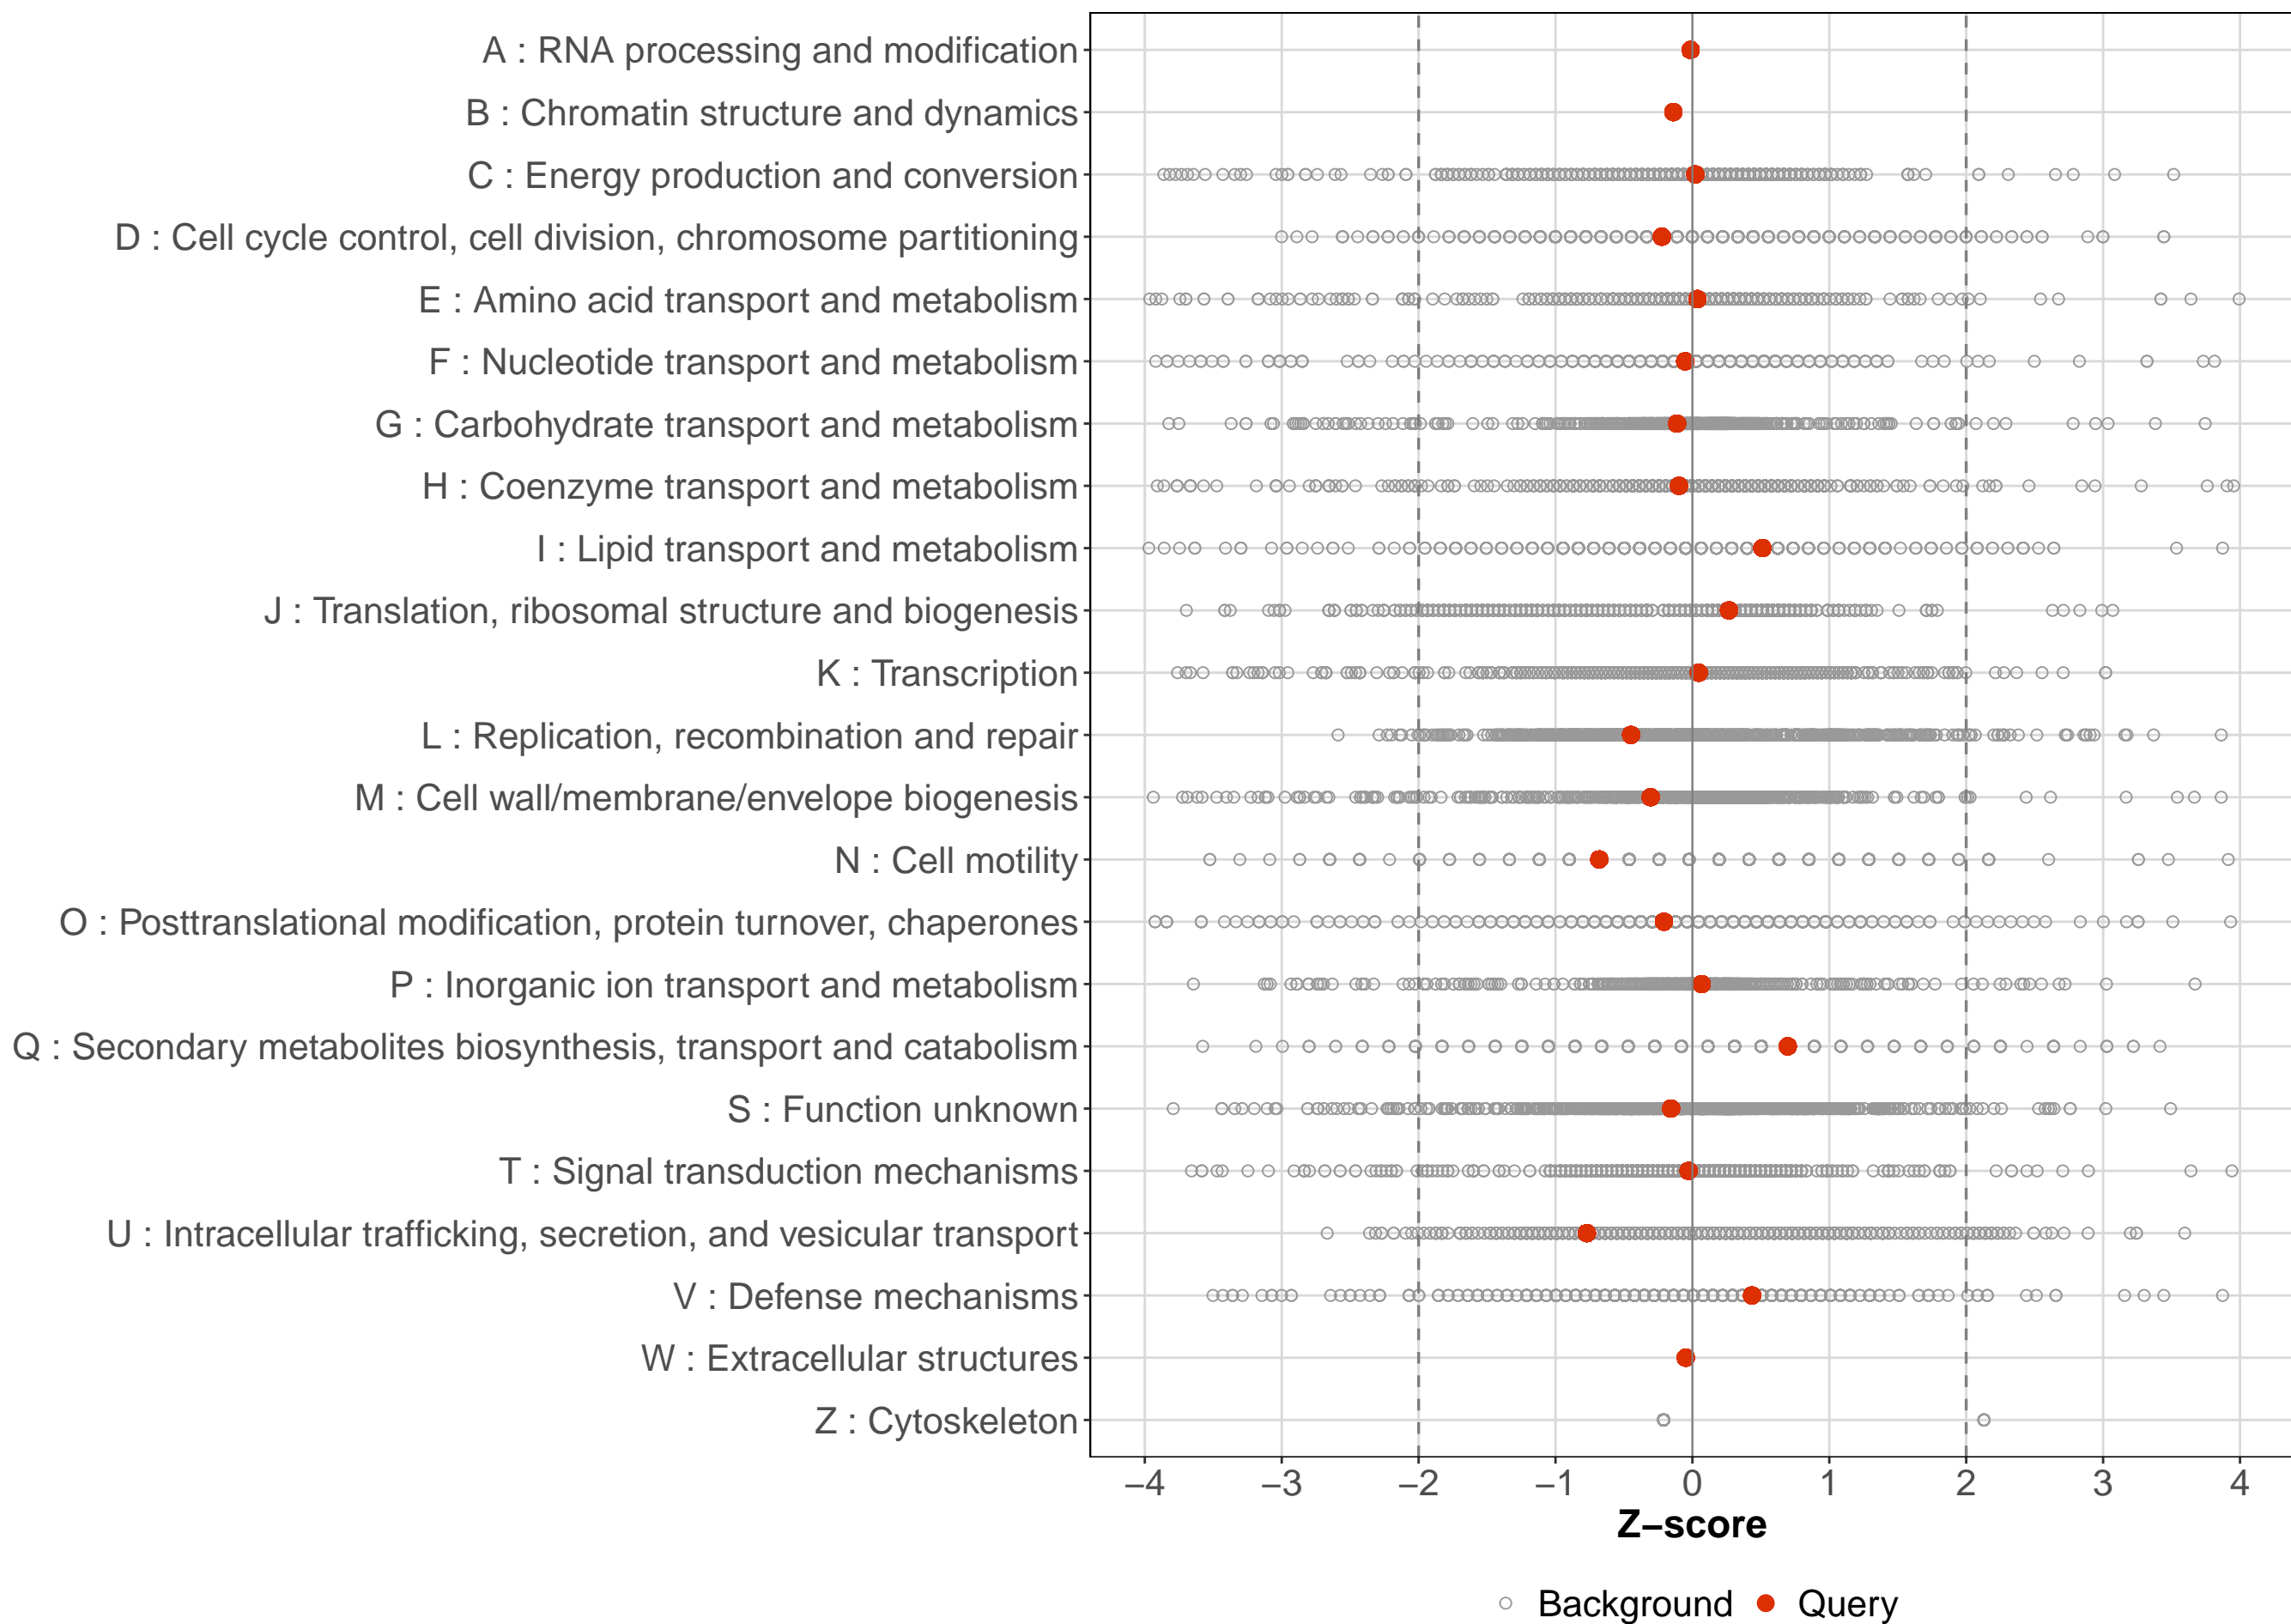 A : RNA processing and modification
B : Chromatin structure and dynamics
C : Energy production and conversion
D : Cell cycle control, cell division, chromosome partitioning
E : Amino acid transport and metabolism
F : Nucleotide transport and metabolism
G : Carbohydrate transport and metabolism
H : Coenzyme transport and metabolism
I : Lipid transport and metabolism
J : Translation, ribosomal structure and biogenesis
K : Transcription
L : Replication, recombination and repair
M : Cell wall/membrane/envelope biogenesis
N : Cell motility
O : Posttranslational modification, protein turnover, chaperones
P : Inorganic ion transport and metabolism
Q : Secondary metabolites biosynthesis, transport and catabolism
S : Function unknown
T : Signal transduction mechanisms
U : Intracellular trafficking, secretion, and vesicular transport
V : Defense mechanisms
W : Extracellular structures
Z : Cytoskeleton
−4 −3 −2 −1 0 1 2 3 4
Z−score
Background Query